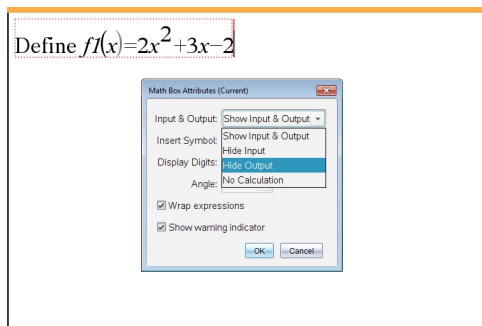 Define f1(x)=2x²+3x−2
Math Box Attributes (Current)
Input & Output: Show Input & Output
Show Input & Output
Insert Symbol: Hide Input
Display Digits: Hide Output
Angle: No Calculation
Wrap expressions
Show warning indicator
OK Cancel